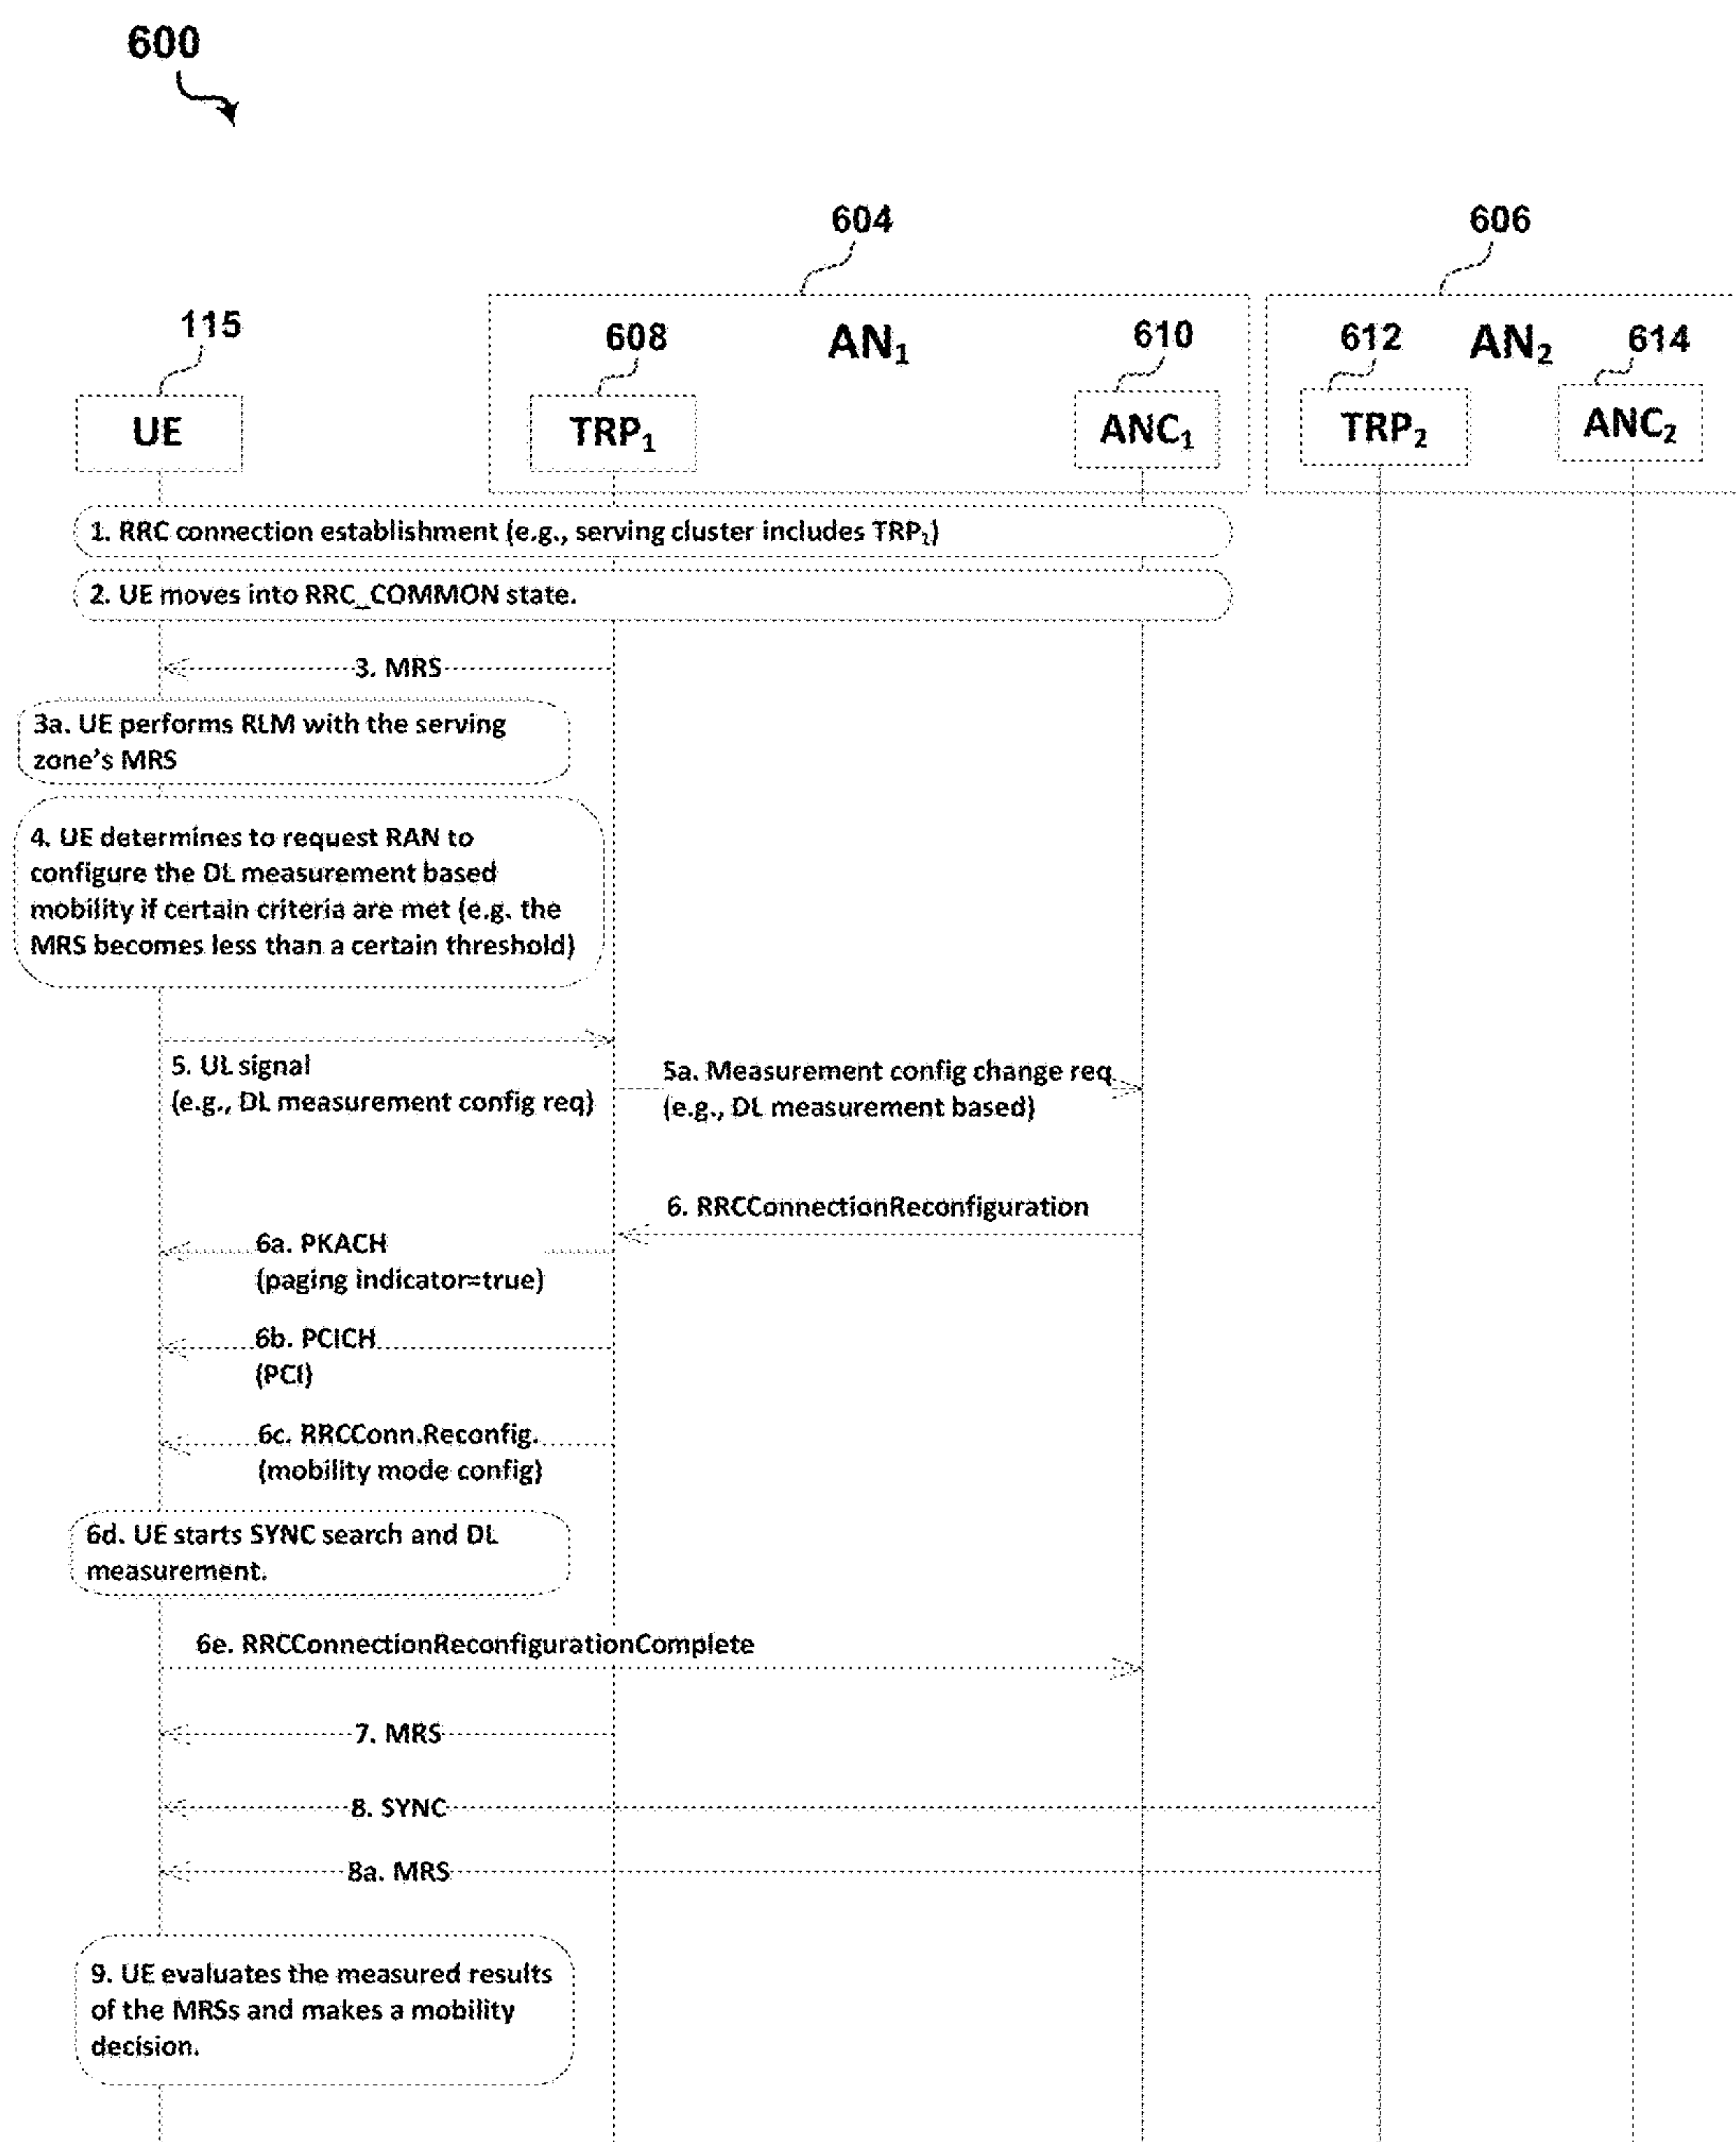 600
604
606
115
608
AN₁
610
612
AN₂
614
UE
TRP₁
ANC₁
TRP₂
ANC₂
1. RRC connection establishment (e.g., serving cluster includes TRP₁)
2. UE moves into RRC_COMMON state.
3. MRS
3a. UE performs RLM with the serving
zone's MRS
4. UE determines to request RAN to
configure the DL measurement based
mobility if certain criteria are met (e.g. the
MRS becomes less than a certain threshold)
5. UL signal
(e.g., DL measurement config req)
5a. Measurement config change req
(e.g., DL measurement based)
6. RRCConnectionReconfiguration
6a. PKACH
(paging indicator=true)
6b. PCICH
(PCI)
6c. RRCConn.Reconfig.
(mobility mode config)
6d. UE starts SYNC search and DL
measurement.
6e. RRCConnectionReconfigurationComplete
7. MRS
8. SYNC
8a. MRS
9. UE evaluates the measured results
of the MRSs and makes a mobility
decision.